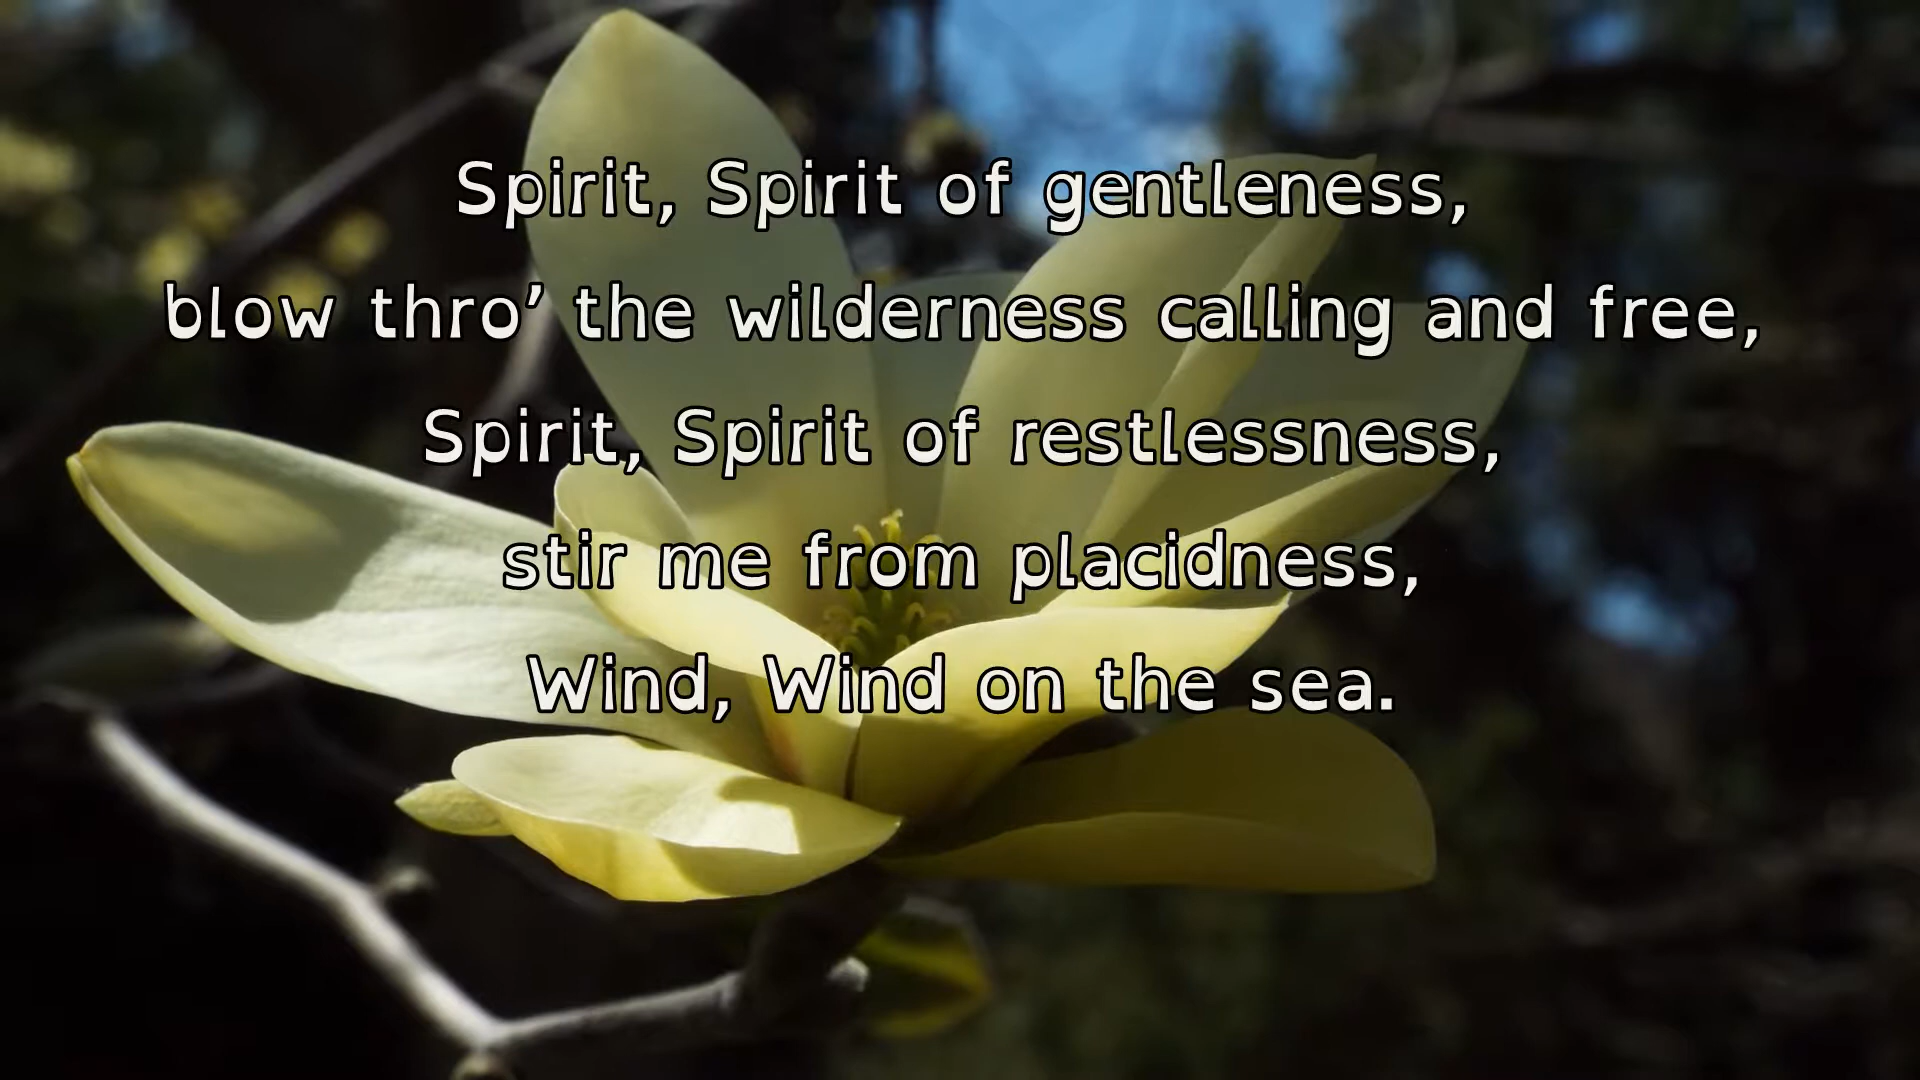 Spirit, Spirit of gentleness,
blow thro’ the wilderness calling and free,
Spirit, Spirit of restlessness,
stir me from placidness,
Wind, Wind on the sea.